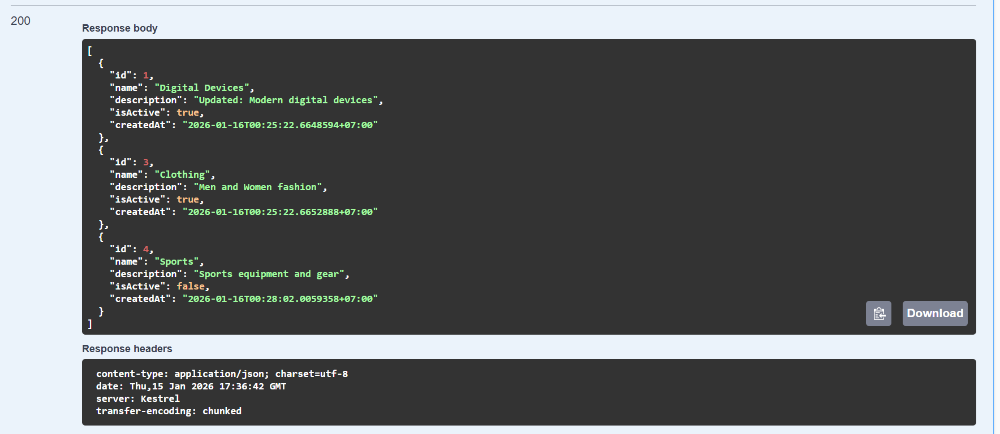 200
Response body
[
  {
    "id": 1,
    "name": "Digital Devices",
    "description": "Updated: Modern digital devices",
    "isActive": true,
    "createdAt": "2026-01-16T00:25:22.6648594+07:00"
  },
  {
    "id": 3,
    "name": "Clothing",
    "description": "Men and Women fashion",
    "isActive": true,
    "createdAt": "2026-01-16T00:25:22.6652888+07:00"
  },
  {
    "id": 4,
    "name": "Sports",
    "description": "Sports equipment and gear",
    "isActive": false,
    "createdAt": "2026-01-16T00:28:02.0059358+07:00"
  }
]
Download
Response headers
content-type: application/json; charset=utf-8
date: Thu,15 Jan 2026 17:36:42 GMT
server: Kestrel
transfer-encoding: chunked